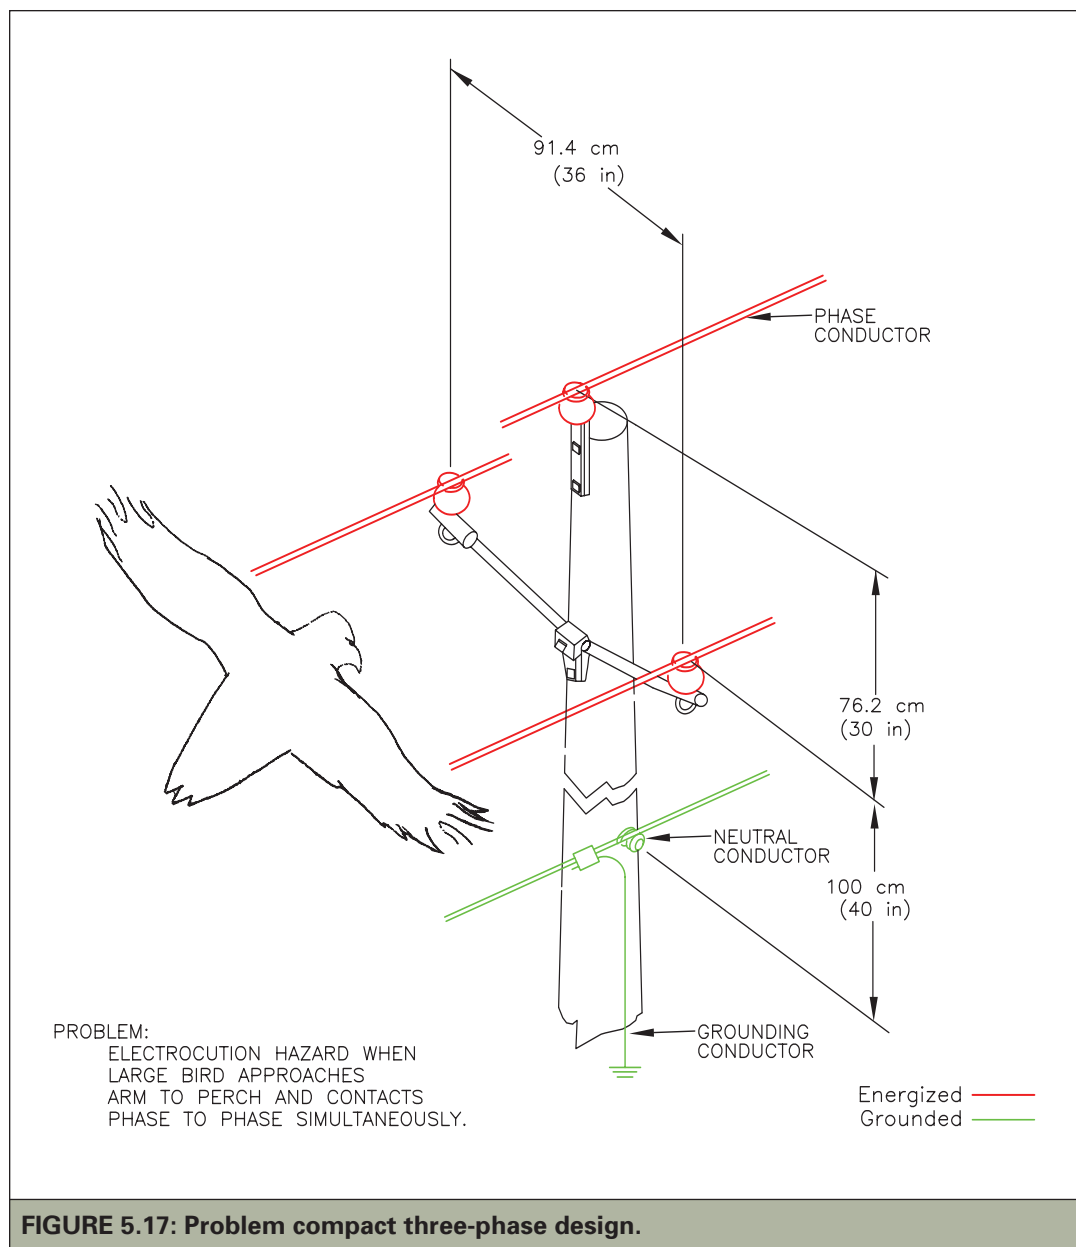 91.4 cm
(36 in)
PHASE
CONDUCTOR
76.2 cm
(30 in)
NEUTRAL
CONDUCTOR
100 cm
(40 in)
GROUNDING
CONDUCTOR
PROBLEM:
ELECTROCUTION HAZARD WHEN
LARGE BIRD APPROACHES
ARM TO PERCH AND CONTACTS
PHASE TO PHASE SIMULTANEOUSLY.
Energized
Grounded
FIGURE 5.17: Problem compact three-phase design.